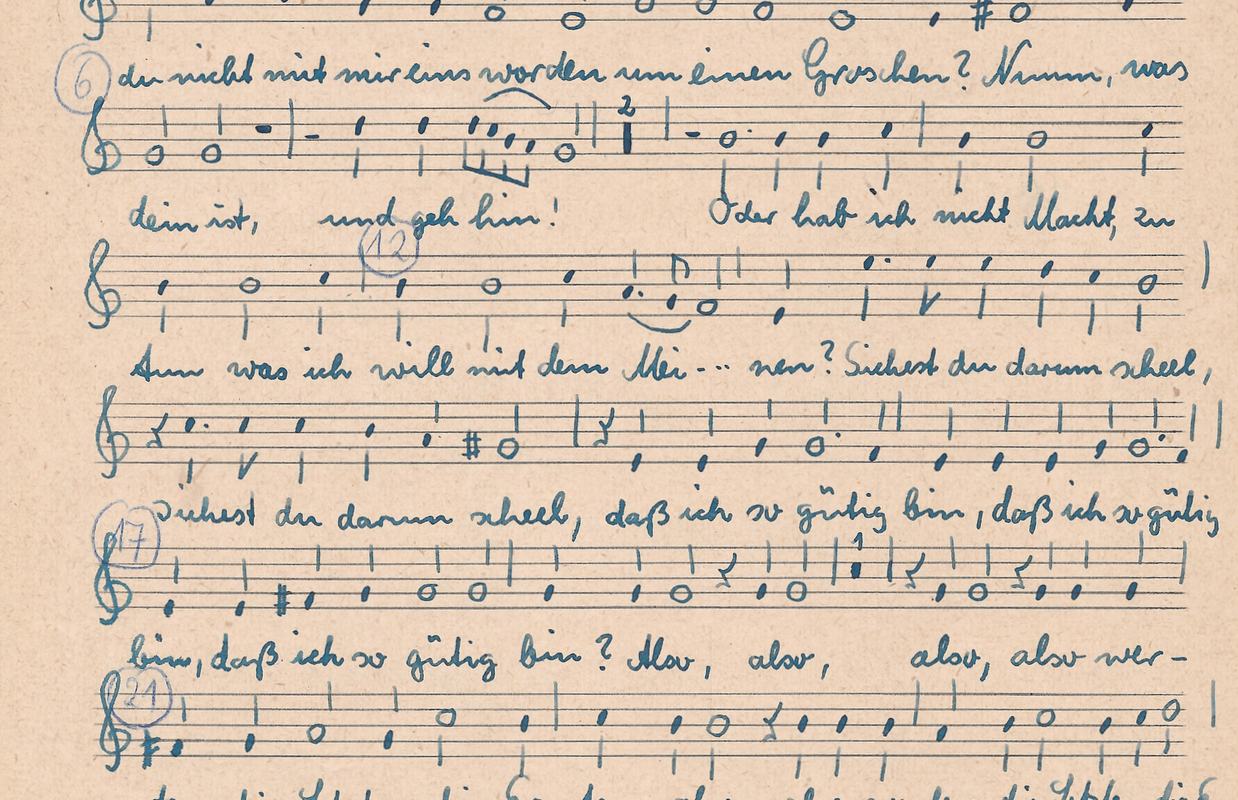 6 du nicht mit mir eins worden um einen Groschen? Nimm, was
2
dein ist, und geh hin! Oder hab ich nicht Macht, zu
12
tun was ich will mit dem Mei--- nen? Siehest du darum scheel,
Siehest du darum scheel, daß ich so gütig bin, daß ich so gütig
17
1
bin, daß ich so gütig bin? Also, also, also, also wer-
21